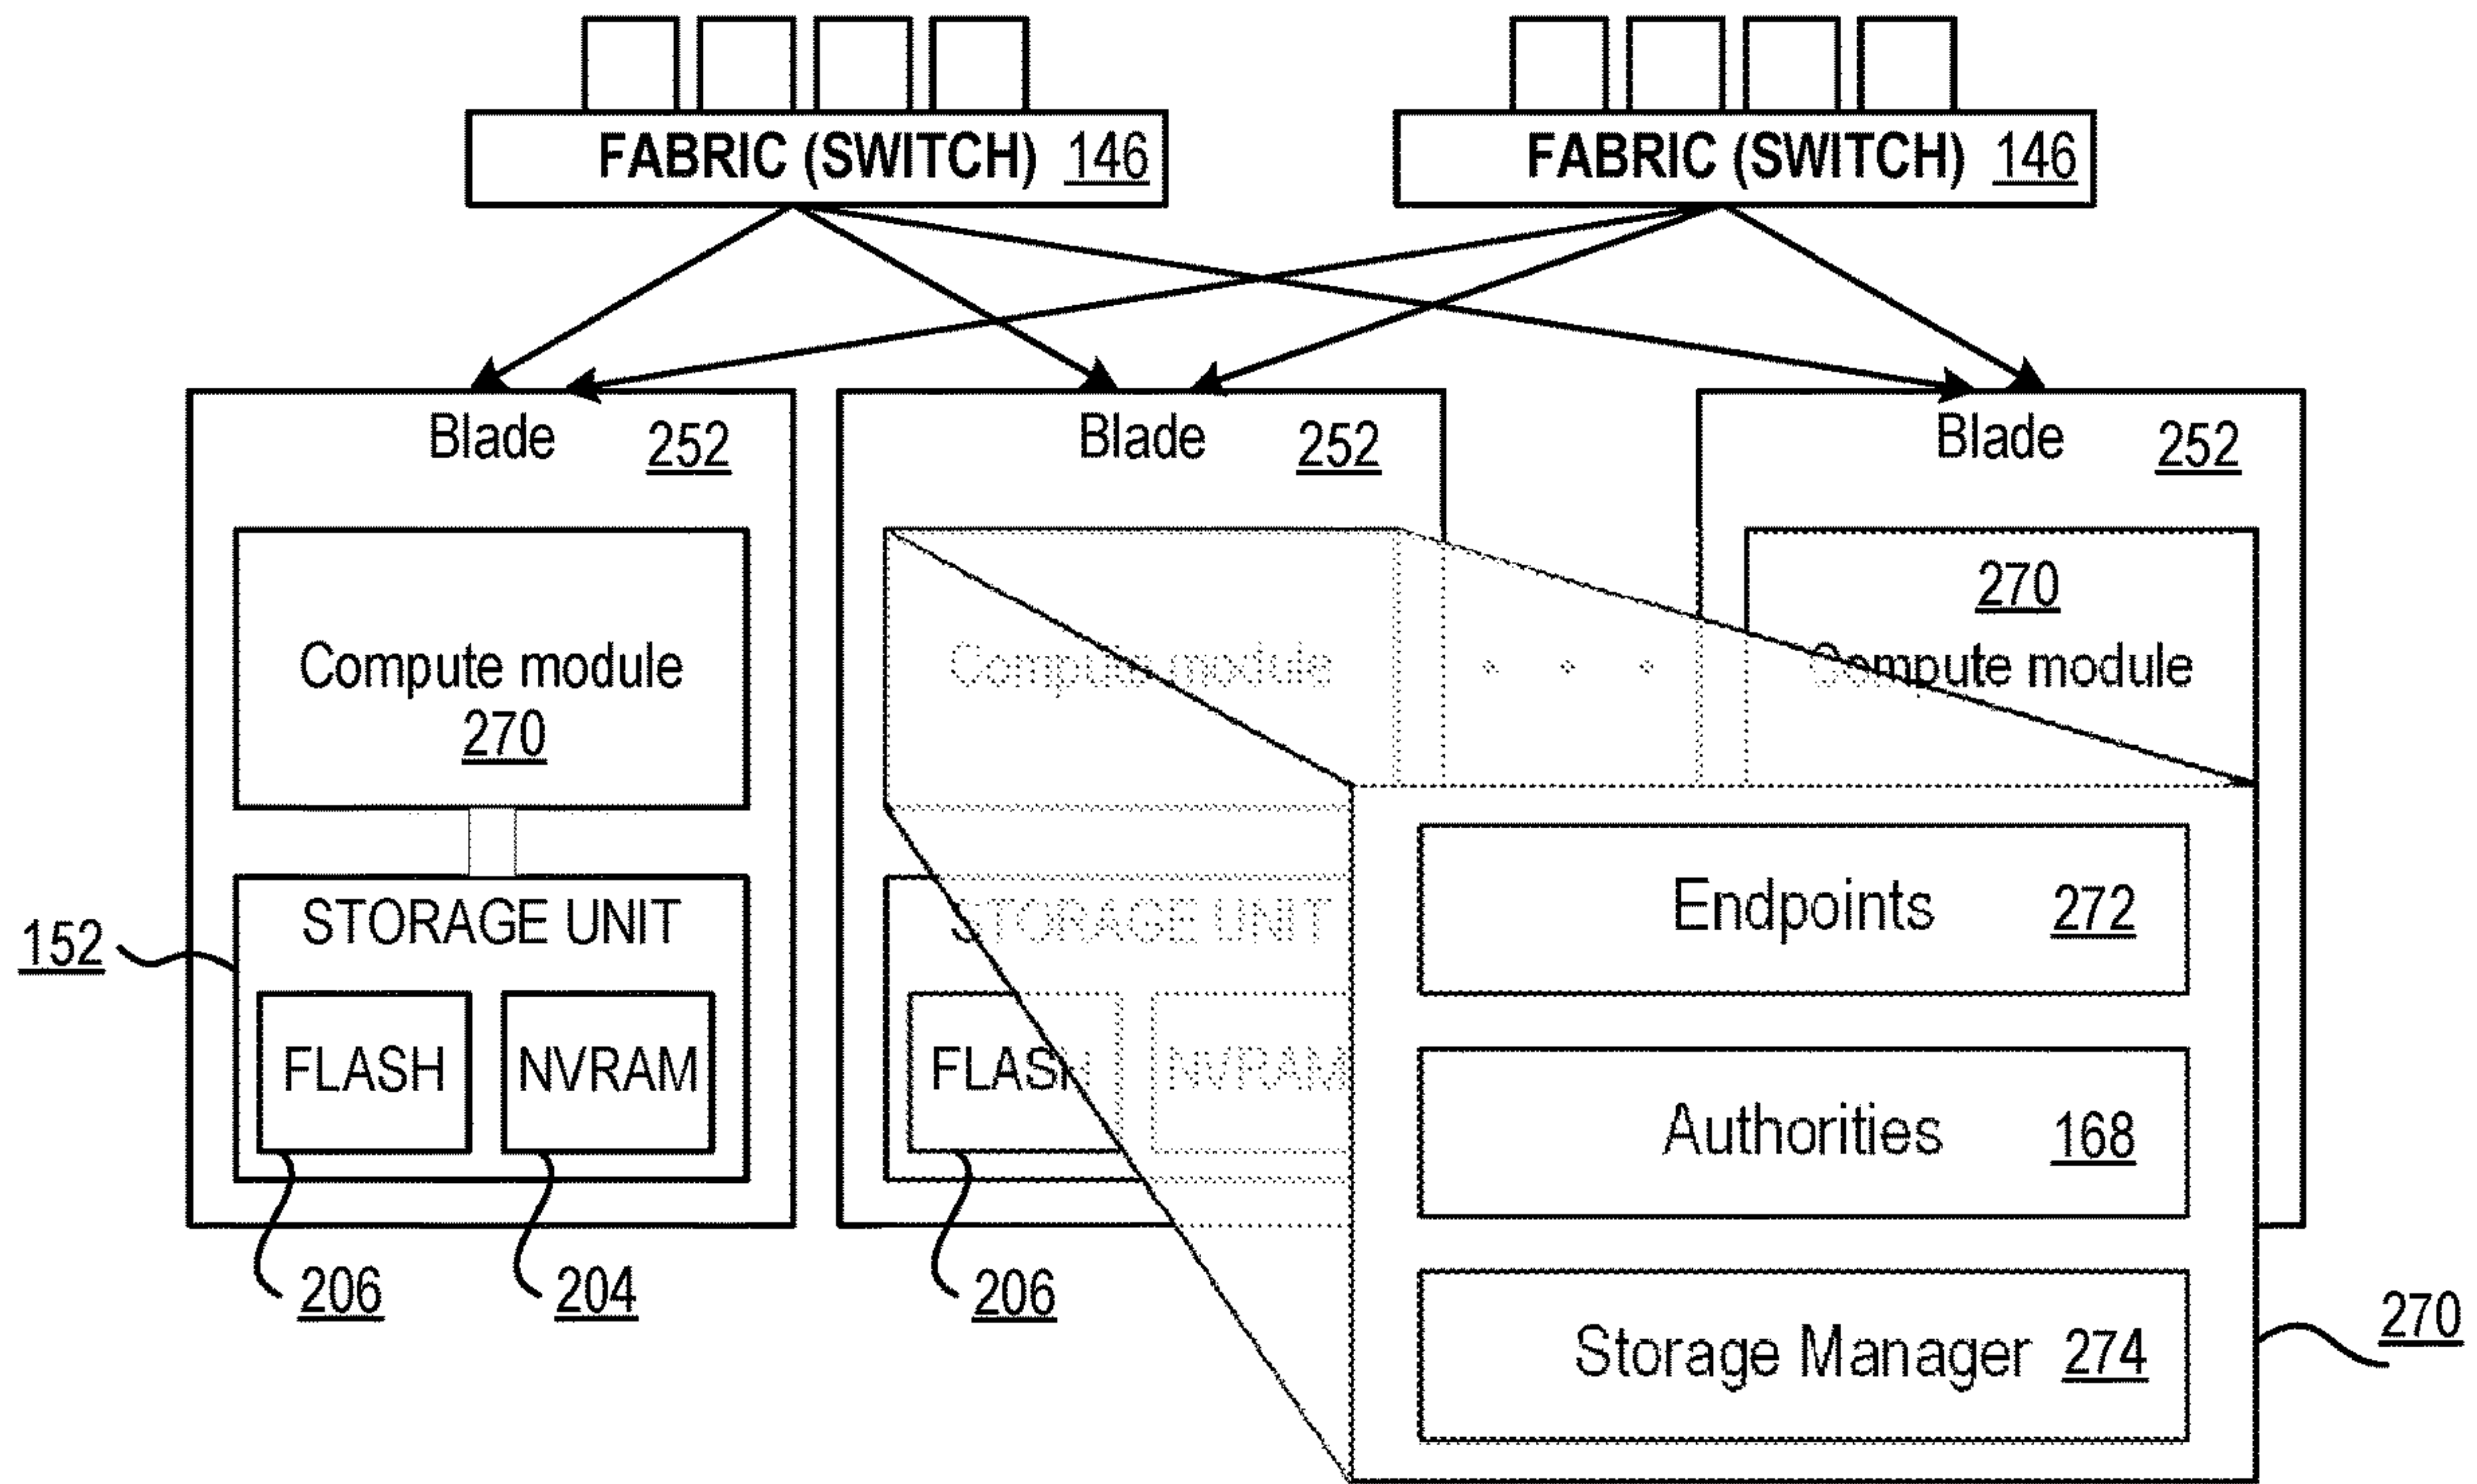 FABRIC (SWITCH) 146
FABRIC (SWITCH) 146
Blade 252
Blade 252
Blade 252
Compute module
270
Compute module
270
Compute module
STORAGE UNIT
152
FLASH
NVRAM
206
204
STORAGE UNIT
FLASH
NVRAM
206
Endpoints 272
Authorities 168
Storage Manager 274
270